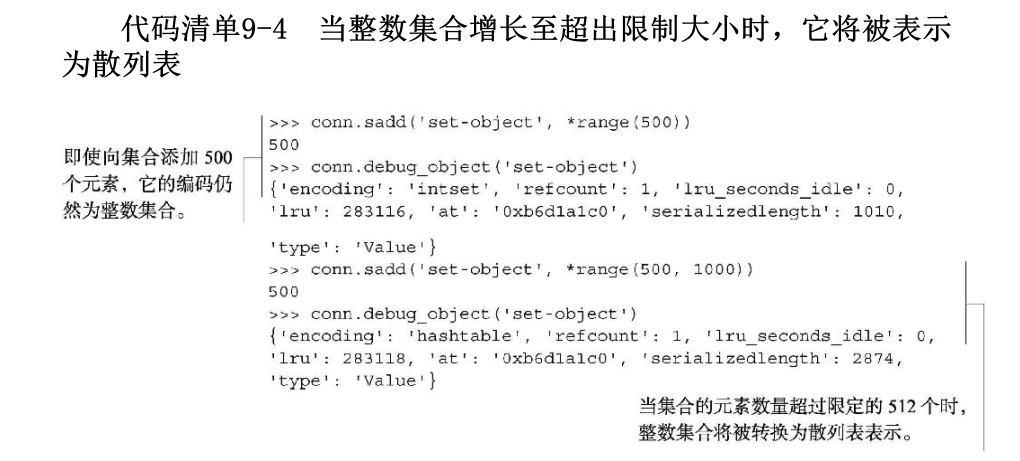 代码清单9-4 当整数集合增长至超出限制大小时，它将被表示
为散列表
>>> conn.sadd('set-object', *range(500))
500
>>> conn.debug_object('set-object')
{'encoding': 'intset', 'refcount': 1, 'lru_seconds_idle': 0,
'lru': 283116, 'at': '0xb6d1a1c0', 'serializedlength': 1010,
'type': 'Value'}
即使向集合添加 500
个元素，它的编码仍
然为整数集合。
>>> conn.sadd('set-object', *range(500, 1000))
500
>>> conn.debug_object('set-object')
{'encoding': 'hashtable', 'refcount': 1, 'lru_seconds_idle': 0,
'lru': 283118, 'at': '0xb6d1a1c0', 'serializedlength': 2874,
'type': 'Value'}
当集合的元素数量超过限定的 512 个时，
整数集合将被转换为散列表表示。